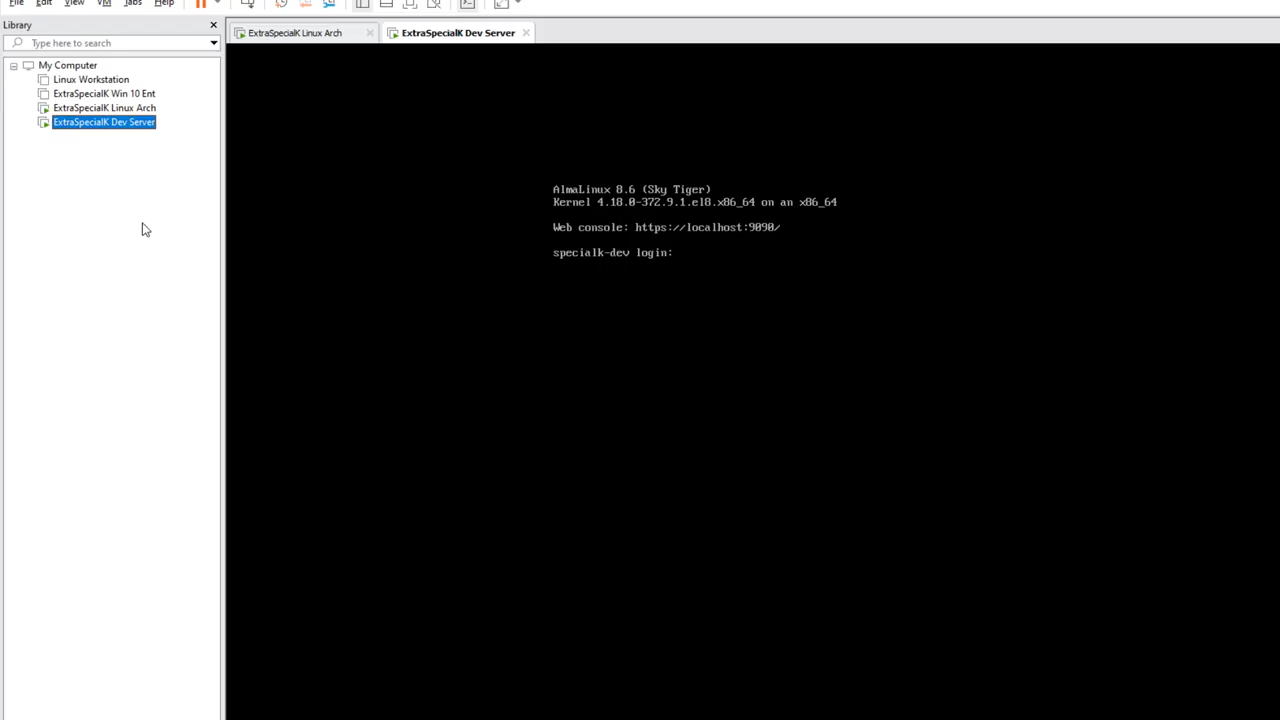 File Edit View VM Tabs Help
Library
Type here to search
My Computer
Linux Workstation
ExtraSpecialK Win 10 Ent
ExtraSpecialK Linux Arch
ExtraSpecialK Dev Server
ExtraSpecialK Linux Arch
ExtraSpecialK Dev Server
AlmaLinux 8.6 (Sky Tiger)
Kernel 4.18.0-372.9.1.el8.x86_64 on an x86_64
Web console: https://localhost:9090/
specialk-dev login: